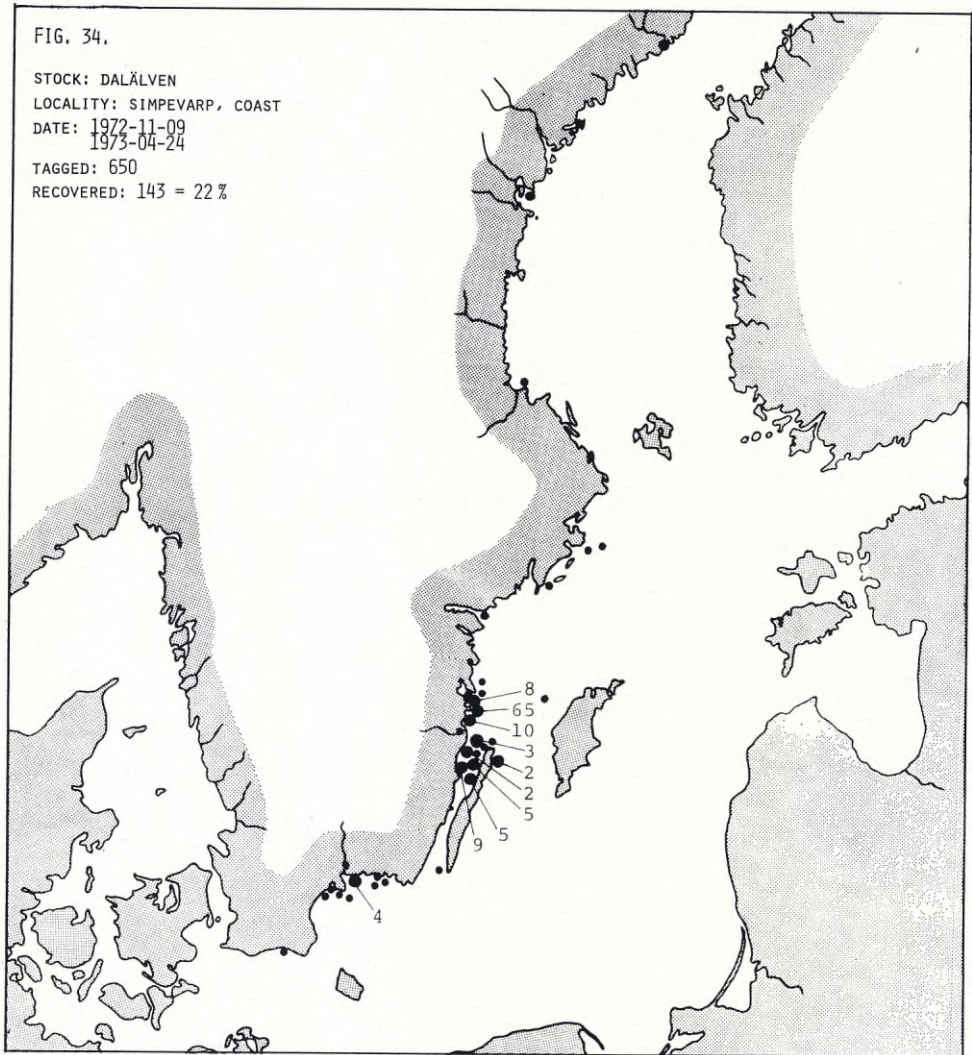 FIG. 34.
STOCK: DALÄLVEN
LOCALITY: SIMPEVARP, COAST
DATE: 1972-11-09
1973-04-24
TAGGED: 650
RECOVERED: 143 = 22 %
8
65
10
3
2
2
5
5
9
4